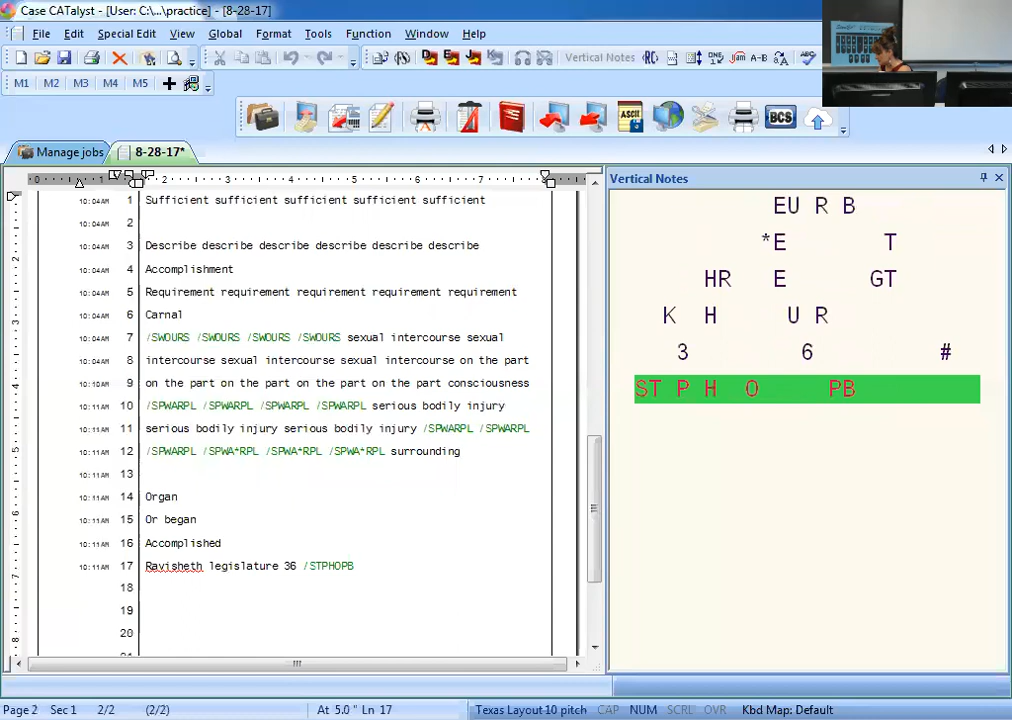 Case CATalyst - [User: C:\...\practice] - [8-28-17]
File Edit Special Edit View Global Format Tools Function Window Help
Vertical Notes
M1 M2 M3 M4 M5
ASCII BCS
Manage jobs 8-28-17*
Vertical Notes
10:04AM 1 Sufficient sufficient sufficient sufficient sufficient
10:04AM 2
10:04AM 3 Describe describe describe describe describe describe
10:04AM 4 Accomplishment
10:04AM 5 Requirement requirement requirement requirement requirement
10:04AM 6 Carnal
10:04AM 7 /SWOURS /SWOURS /SWOURS /SWOURS sexual intercourse sexual
10:04AM 8 intercourse sexual intercourse sexual intercourse on the part
10:10AM 9 on the part on the part on the part on the part consciousness
10:11AM 10 /SPWARPL /SPWARPL /SPWARPL /SPWARPL serious bodily injury
10:11AM 11 serious bodily injury serious bodily injury /SPWARPL /SPWARPL
10:11AM 12 /SPWARPL /SPWA*RPL /SPWA*RPL /SPWA*RPL surrounding
10:11AM 13
10:11AM 14 Organ
10:11AM 15 Or began
10:11AM 16 Accomplished
10:11AM 17 Ravisheth legislature 36 /STPHOPB
18
19
20
EU R B
*E T
HR E GT
K H U R
3 6 #
ST P H O PB
Page 2 Sec 1 2/2 (2/2) At 5.0 " Ln 17 Texas Layout 10 pitch CAP NUM SCRL OVR Kbd Map: Default